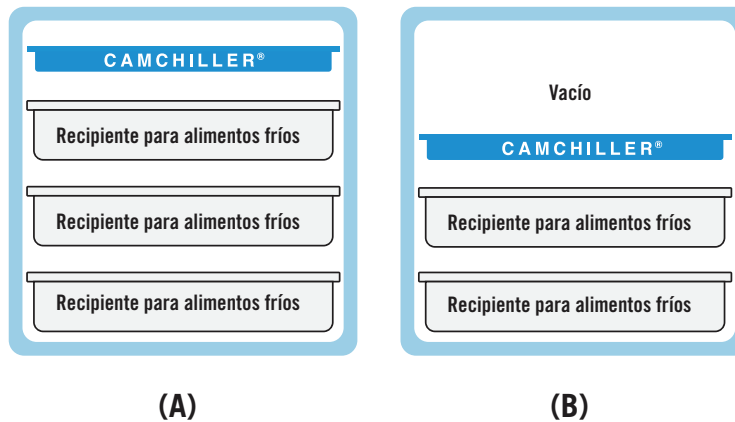 CAMCHILLER®
Recipiente para alimentos fríos
Recipiente para alimentos fríos
Recipiente para alimentos fríos
(A)
Vacío
CAMCHILLER®
Recipiente para alimentos fríos
Recipiente para alimentos fríos
(B)